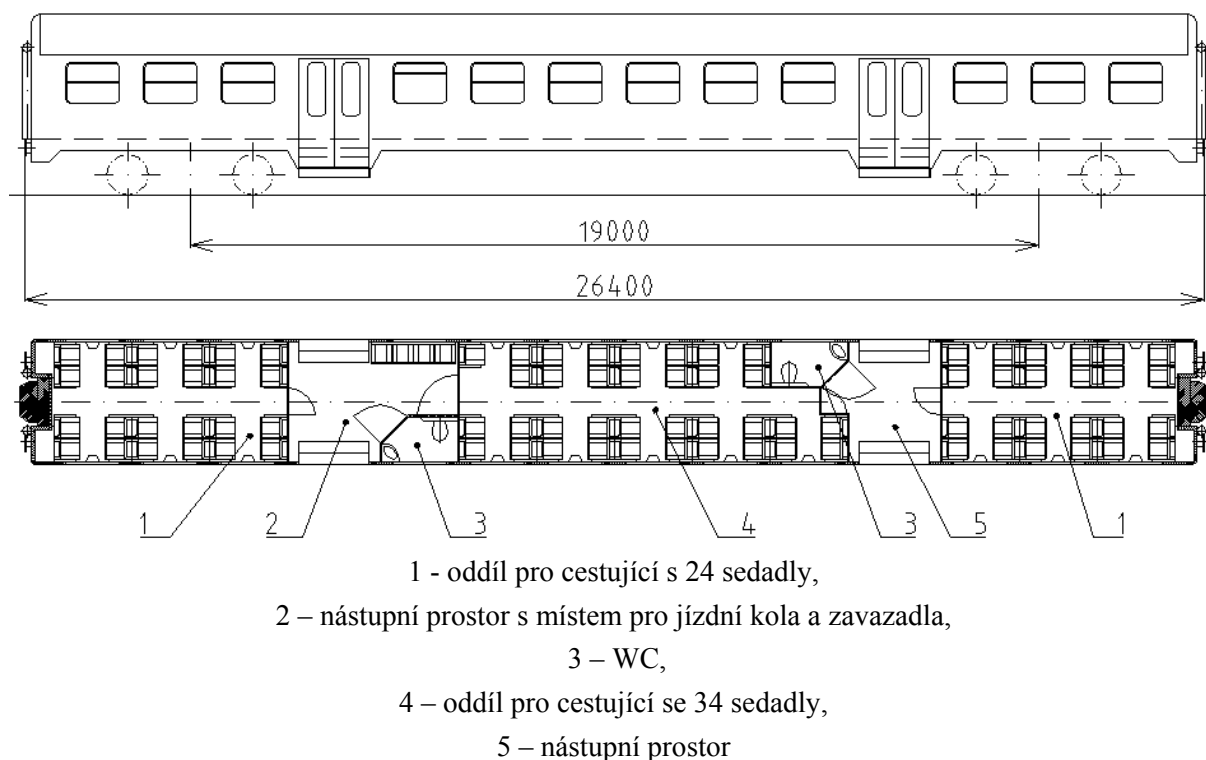 19000
26400
1 2 3 4 3 5 1
1 - oddíl pro cestující s 24 sedadly,
2 – nástupní prostor s místem pro jízdní kola a zavazadla,
3 – WC,
4 – oddíl pro cestující se 34 sedadly,
5 – nástupní prostor